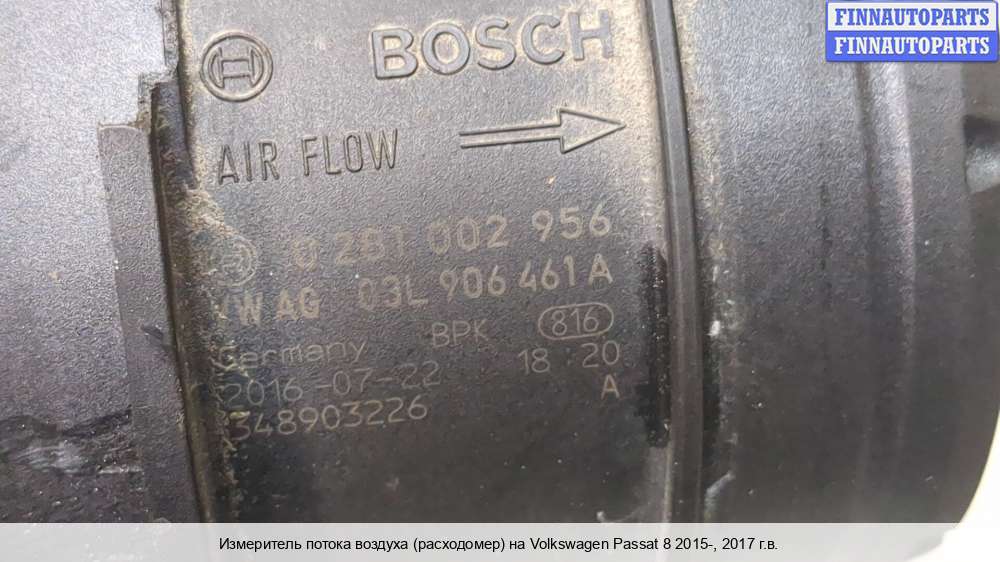 FINNAUTOPARTS
FINNAUTOPARTS
BOSCH
AIR FLOW
0 281 002 956
VW AG 03L 906 461 A
BPK 816
Germany 18 20
2016-07-22 A
348903226
Измеритель потока воздуха (расходомер) на Volkswagen Passat 8 2015-, 2017 г.в.